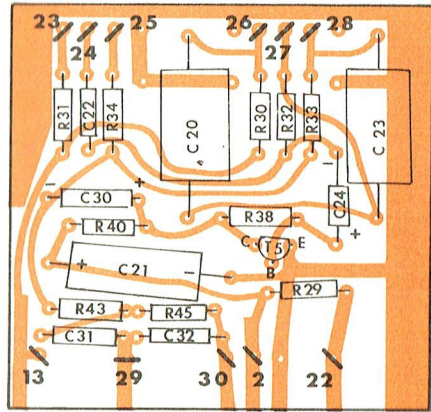 23 25 26 28
24 27
R31 C22 R34 C20 R30 R32 R33 C23
- + -
C30 C24
R40 R38 +
C T5 E
B
+ C21 -
R29
R43 R45
C31 C32
13 29 30 2 22